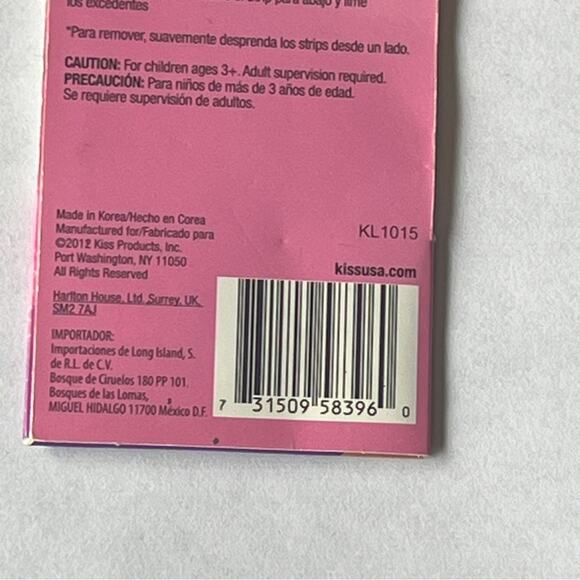 para abajo y lime
los excedentes
*Para remover, suavemente desprenda los strips desde un lado.
CAUTION: For children ages 3+. Adult supervision required.
PRECAUCIÓN: Para niños de más de 3 años de edad.
Se requiere supervisión de adultos.
Made in Korea/Hecho en Corea
Manufactured for/Fabricado para
©2012 Kiss Products, Inc.
Port Washington, NY 11050
All Rights Reserved
KL1015
kissusa.com
Harlton House, Ltd. Surrey, UK.
SM2 7AJ
IMPORTADOR:
Importaciones de Long Island, S.
de R.L. de C.V.
Bosque de Ciruelos 180 PP 101.
Bosques de las Lomas,
MIGUEL HIDALGO 11700 México D.F.
7 31509 58396 0